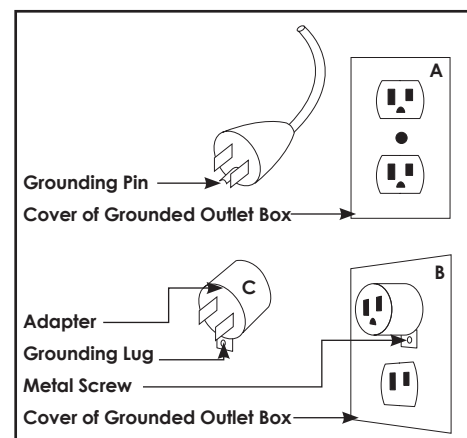 A
Grounding Pin
Cover of Grounded Outlet Box
C
B
Adapter
Grounding Lug
Metal Screw
Cover of Grounded Outlet Box